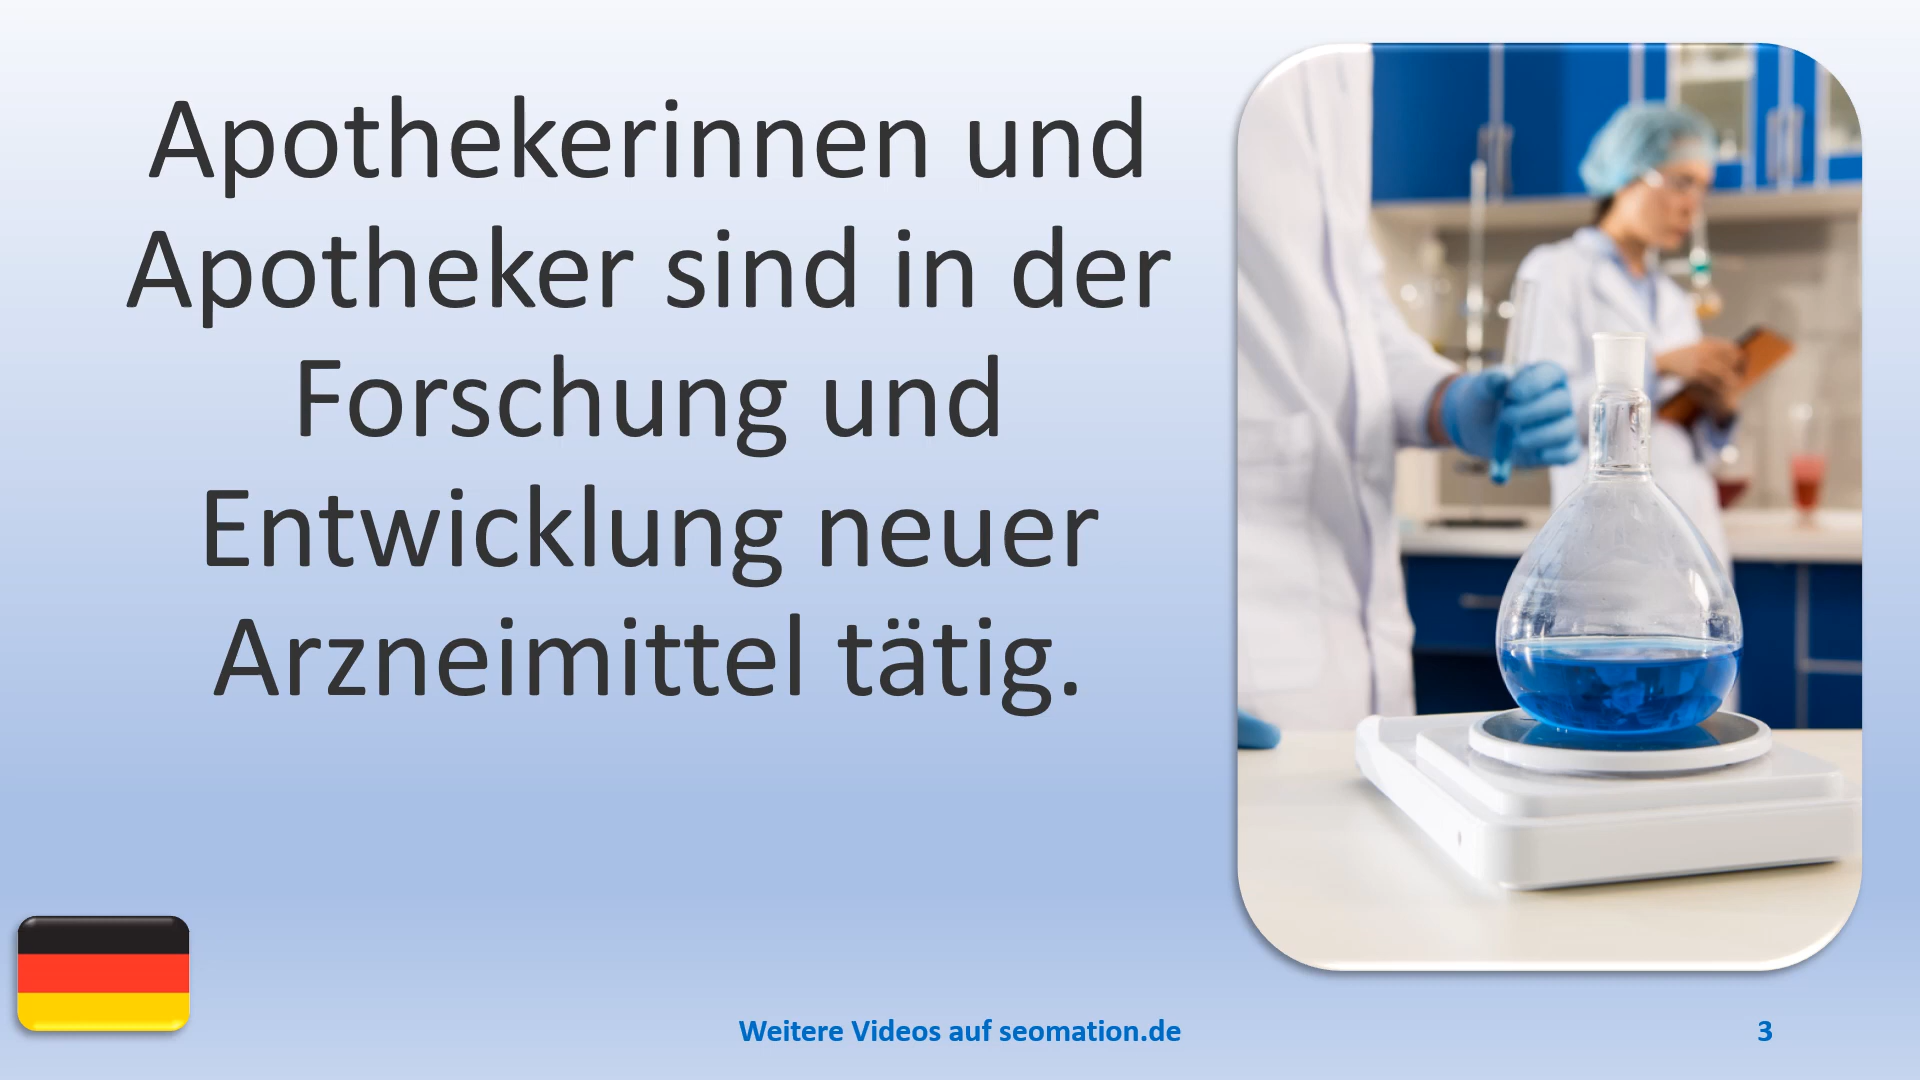 Apothekerinnen und
Apotheker sind in der
Forschung und
Entwicklung neuer
Arzneimittel tätig.
Weitere Videos auf seomation.de
3